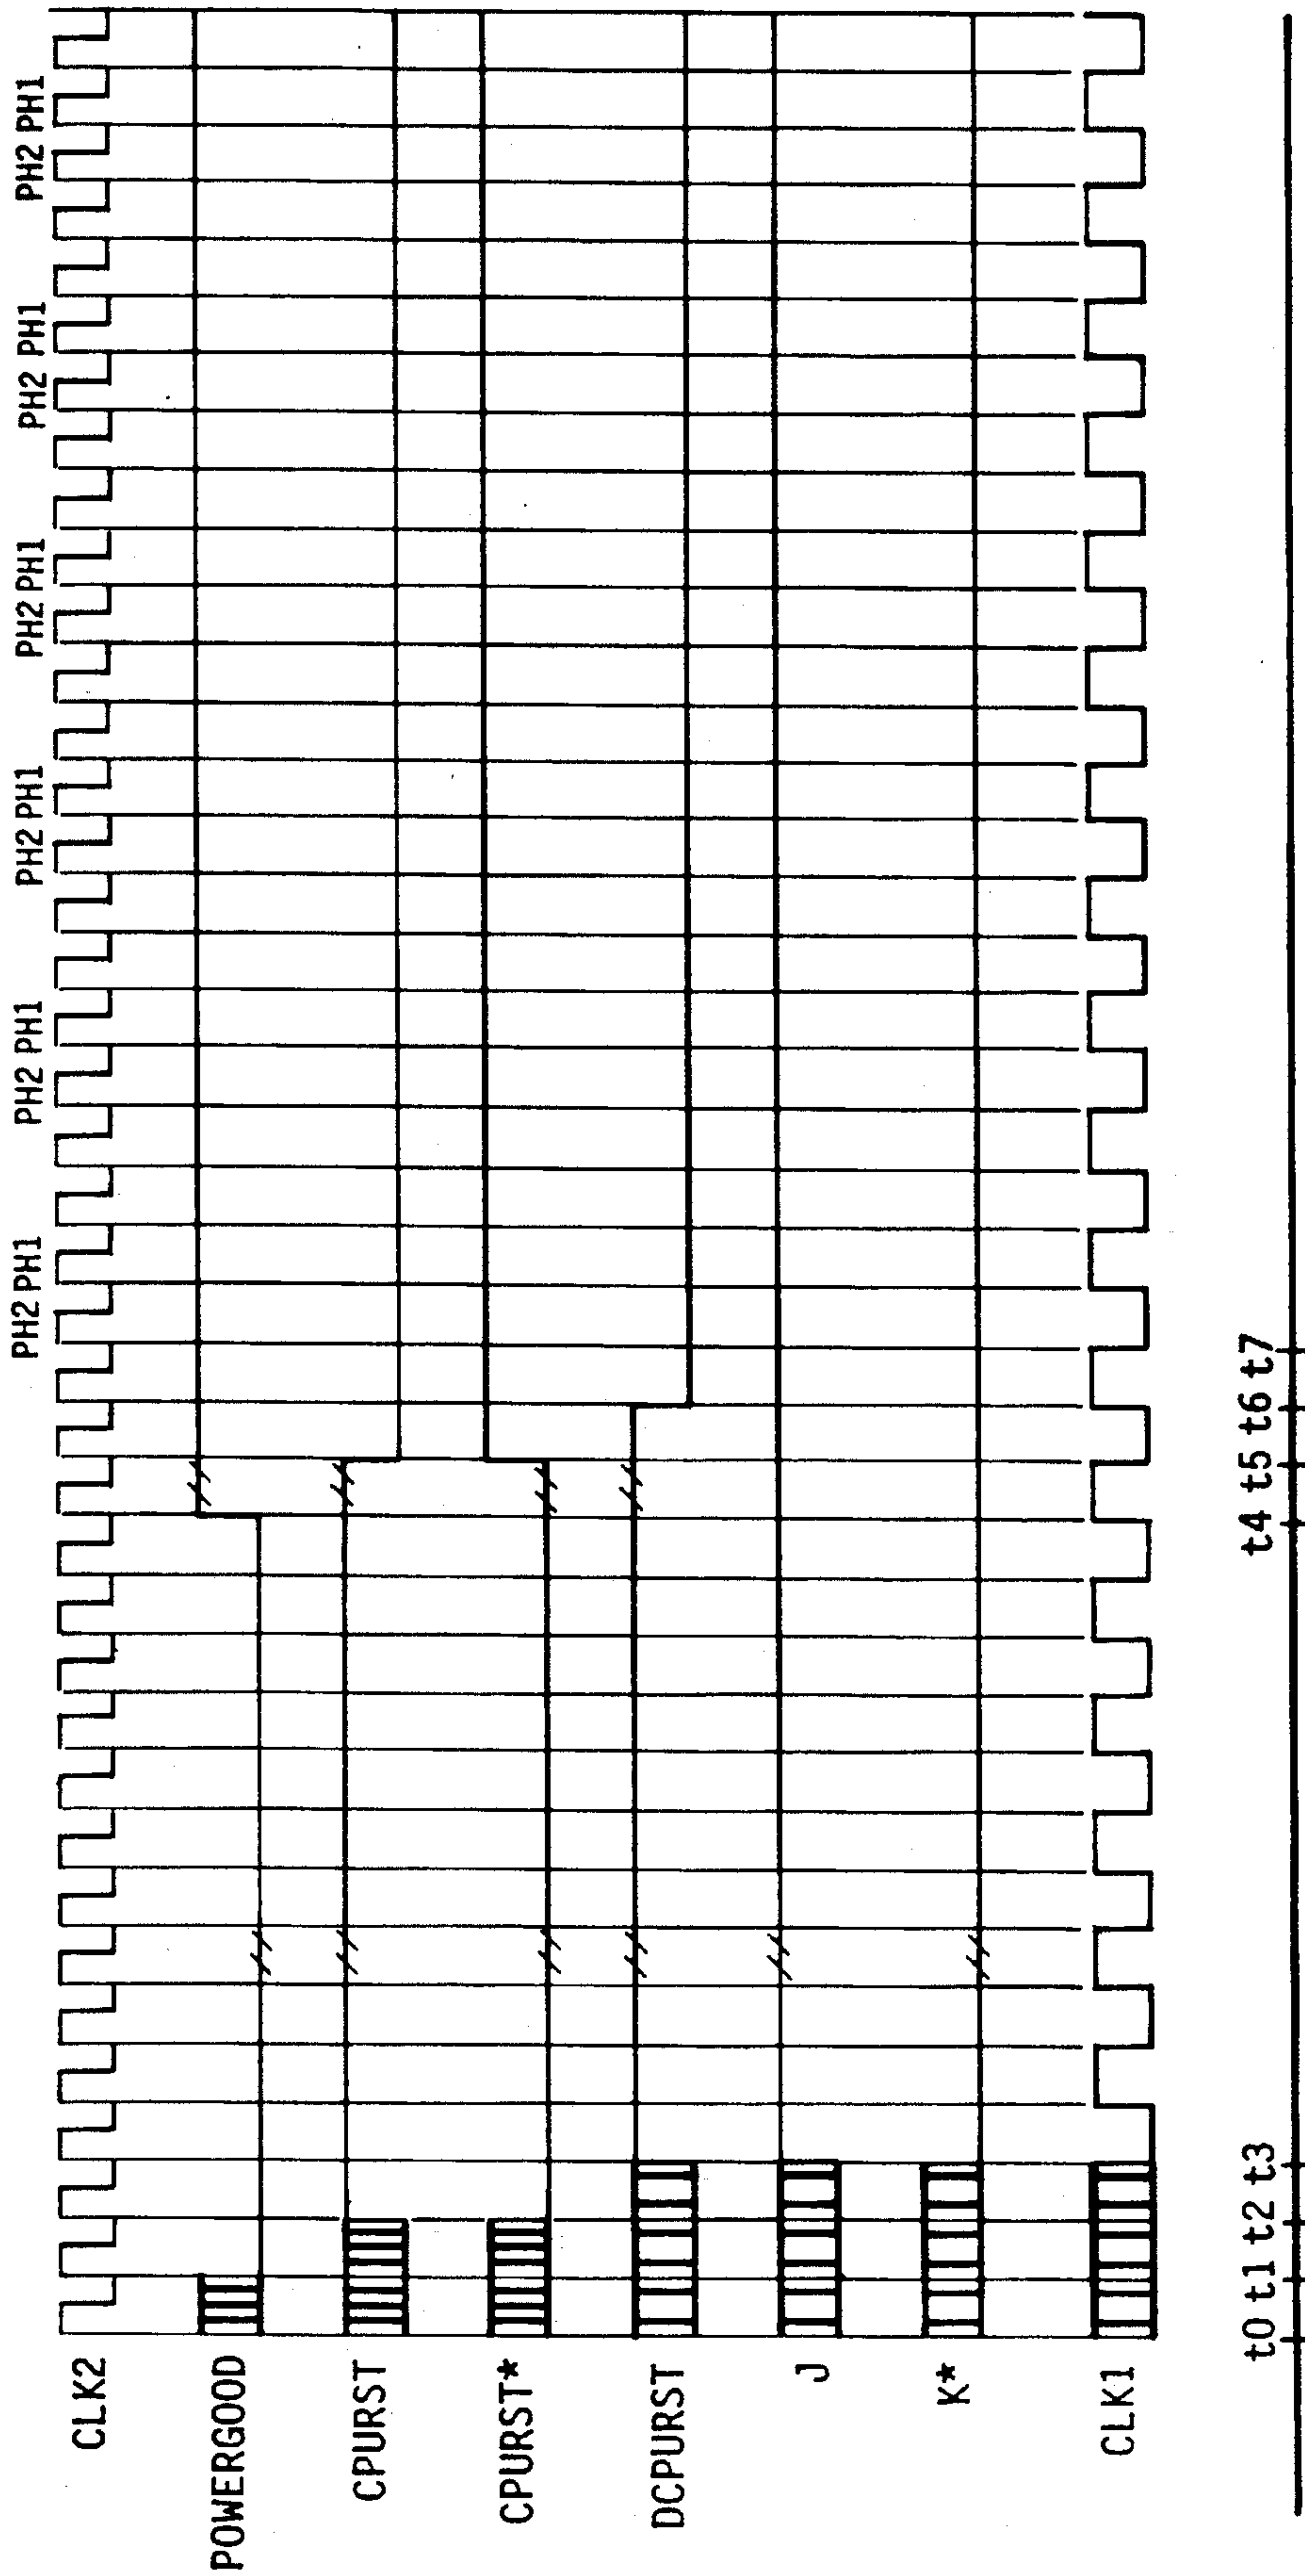 PH2 PH1 PH2 PH1 PH2 PH1 PH2 PH1 PH2 PH1 PH2 PH1
CLK2
POWERGOOD
CPURST
CPURST*
DCPURST
J
K*
CLK1
t0 t1 t2 t3 t4 t5 t6 t7